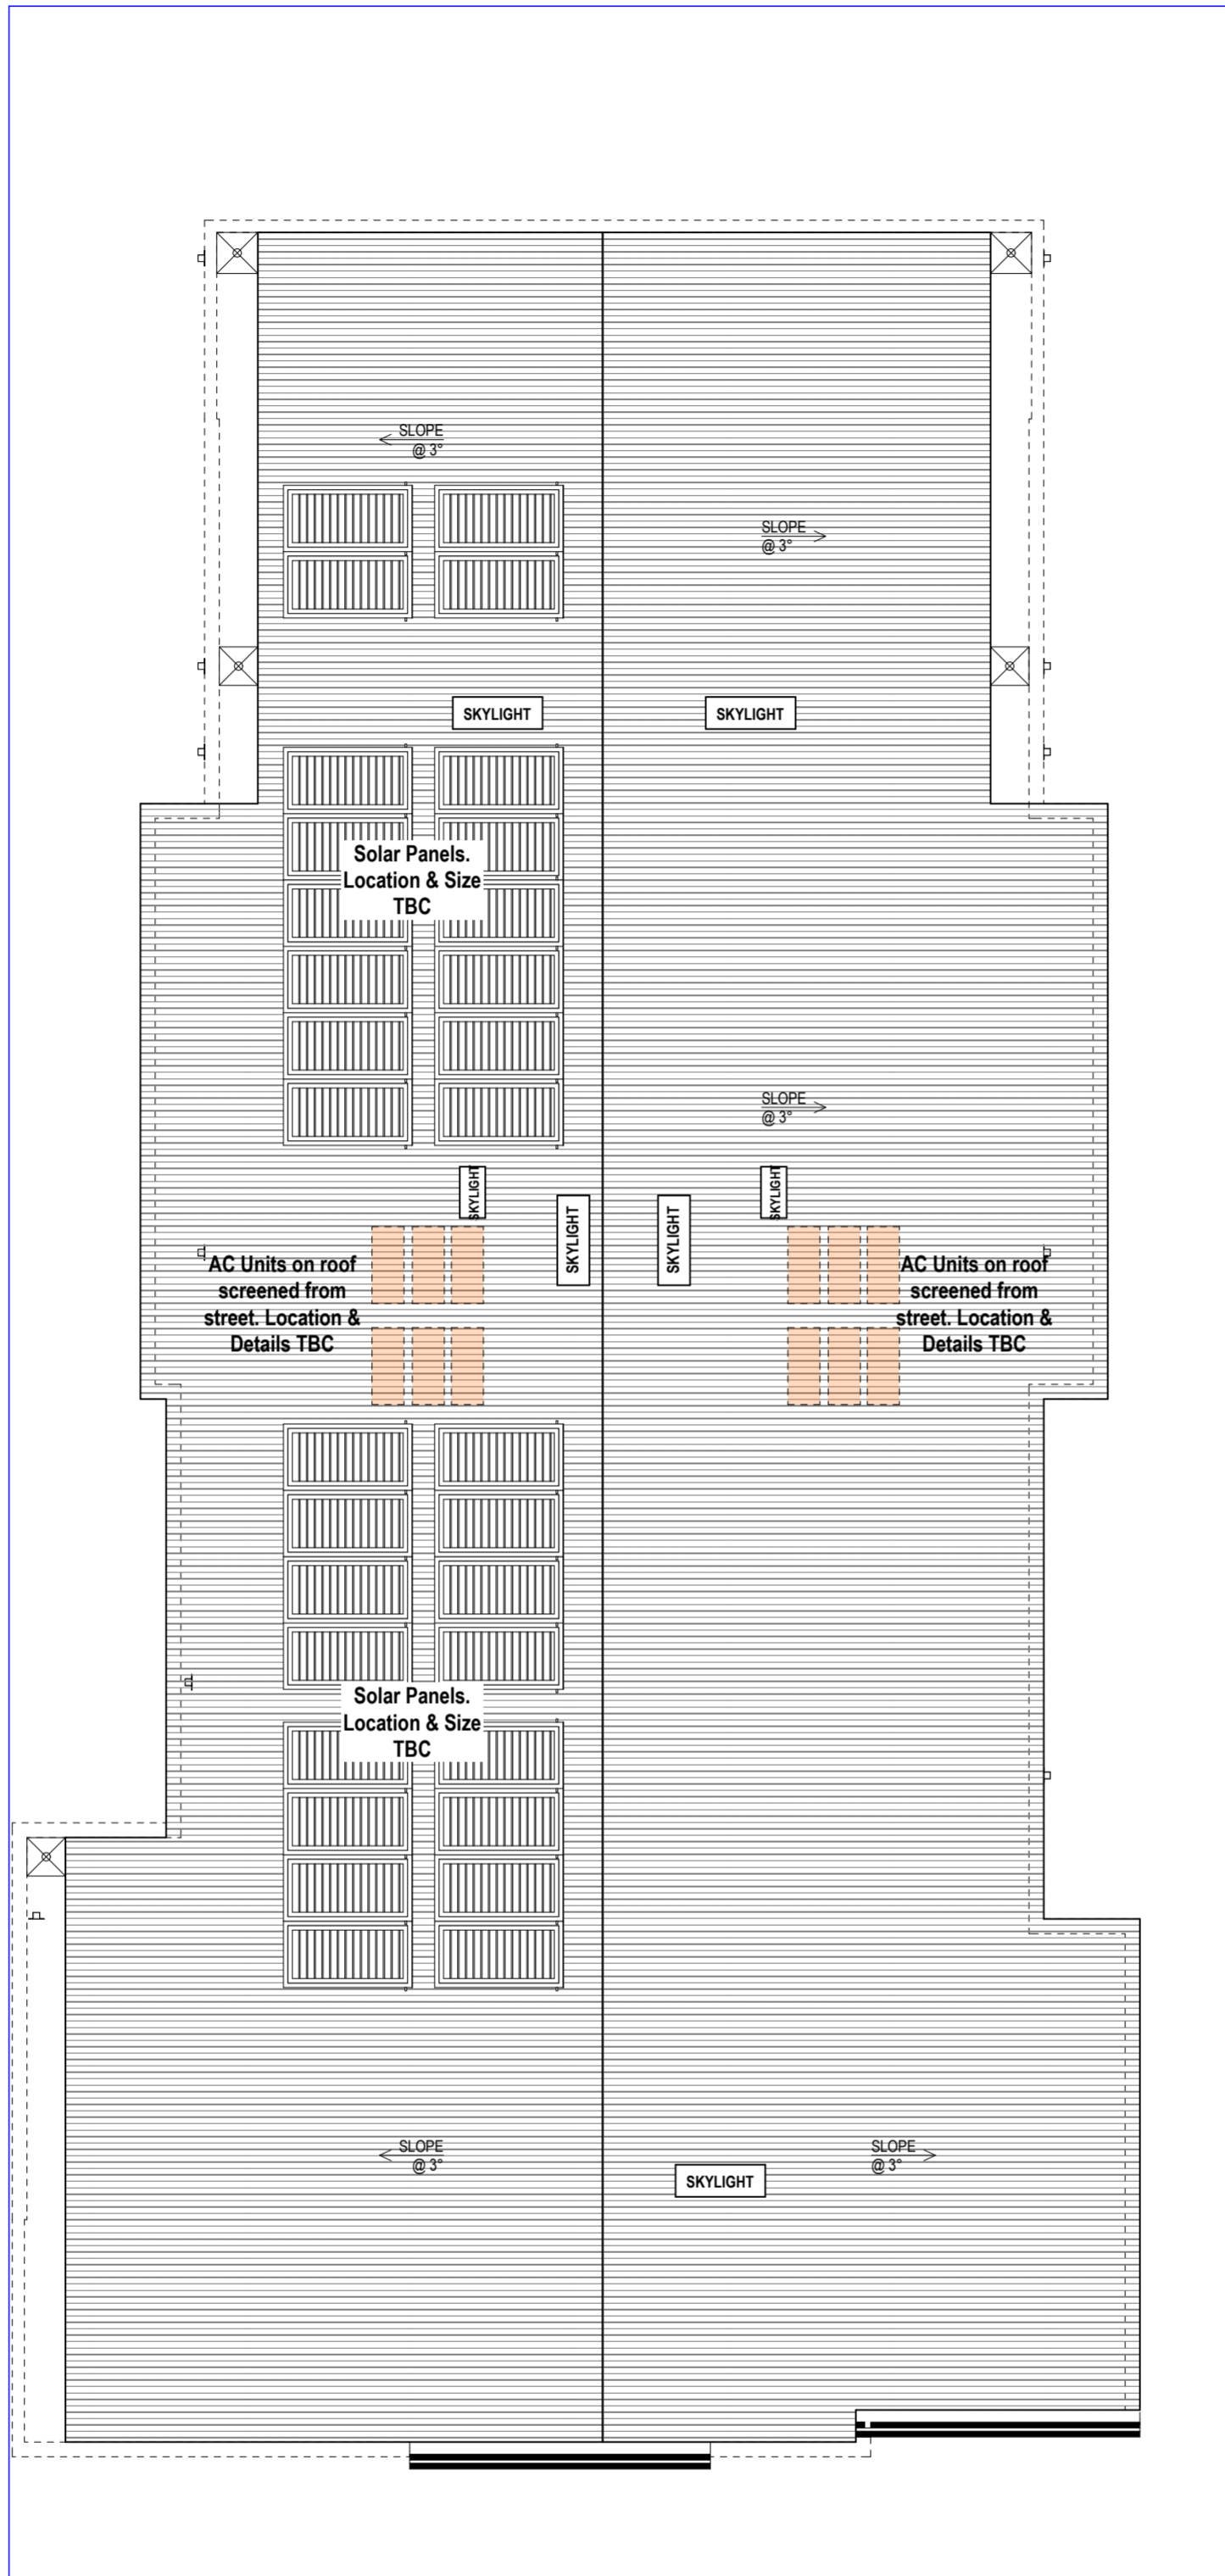 SLOPE
@ 3°
SLOPE
@ 3°
SKYLIGHT
SKYLIGHT
Solar Panels.
Location & Size
TBC
SLOPE
@ 3°
SKYLIGHT
SKYLIGHT
SKYLIGHT
SKYLIGHT
AC Units on roof
screened from
street. Location &
Details TBC
AC Units on roof
screened from
street. Location &
Details TBC
Solar Panels.
Location & Size
TBC
SLOPE
@ 3°
SLOPE
@ 3°
SKYLIGHT